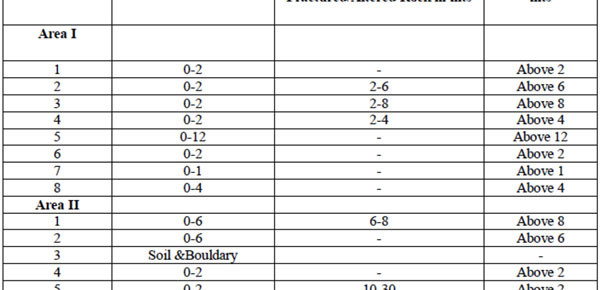 Area I
1 0-2 - Above 2
2 0-2 2-6 Above 6
3 0-2 2-8 Above 8
4 0-2 2-4 Above 4
5 0-12 - Above 12
6 0-2 - Above 2
7 0-1 - Above 1
8 0-4 - Above 4
Area II
1 0-6 6-8 Above 8
2 0-6 - Above 6
3 Soil &Bouldary -
4 0-2 - Above 2
5 0-2 10-30 Above 2